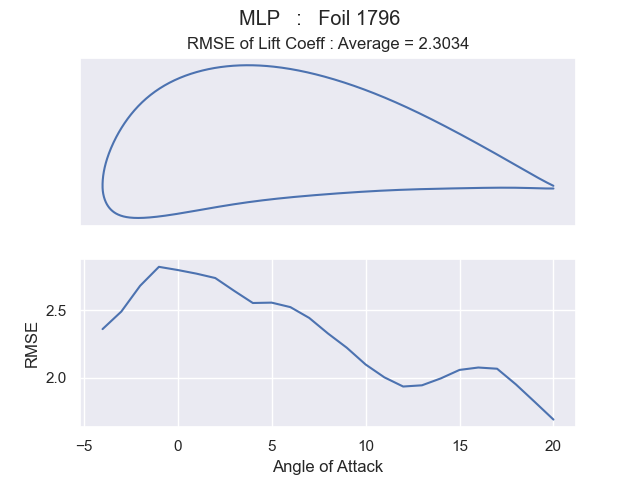 MLP   :   Foil 1796
RMSE of Lift Coeff : Average = 2.3034
2.5
2.0
RMSE
−5 0 5 10 15 20
Angle of Attack